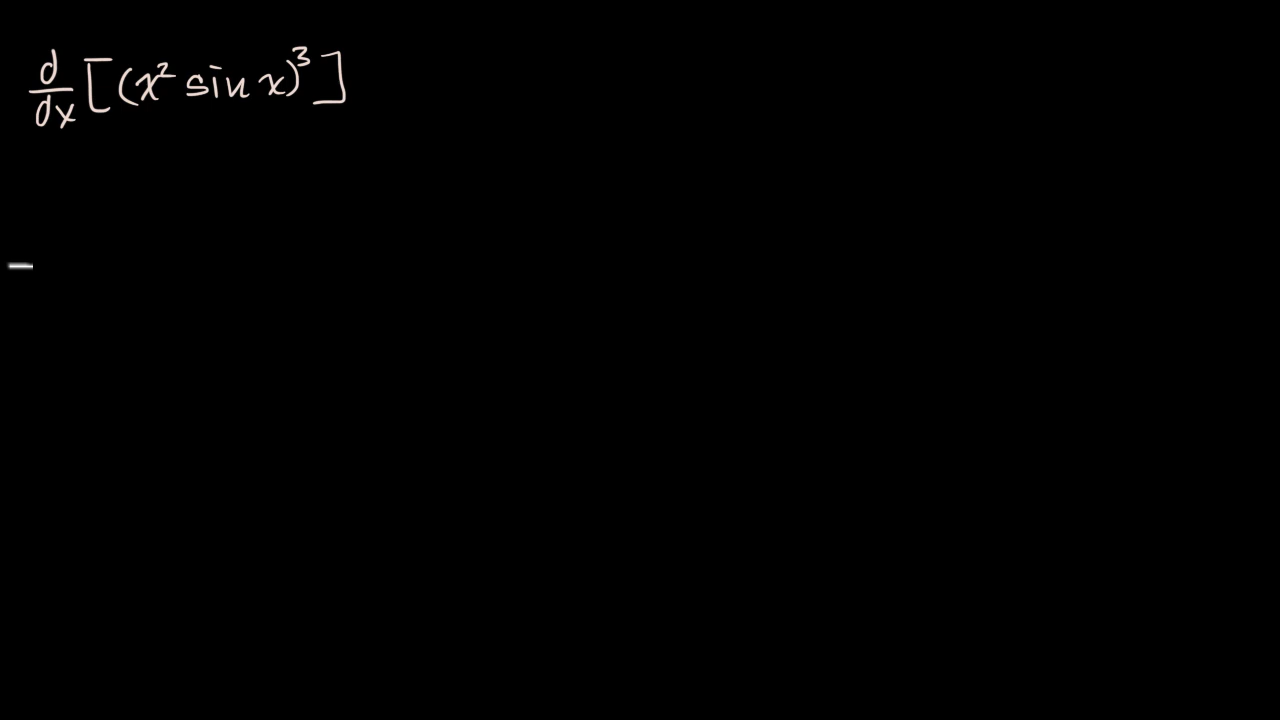 d/dx [(x² sin x)³]